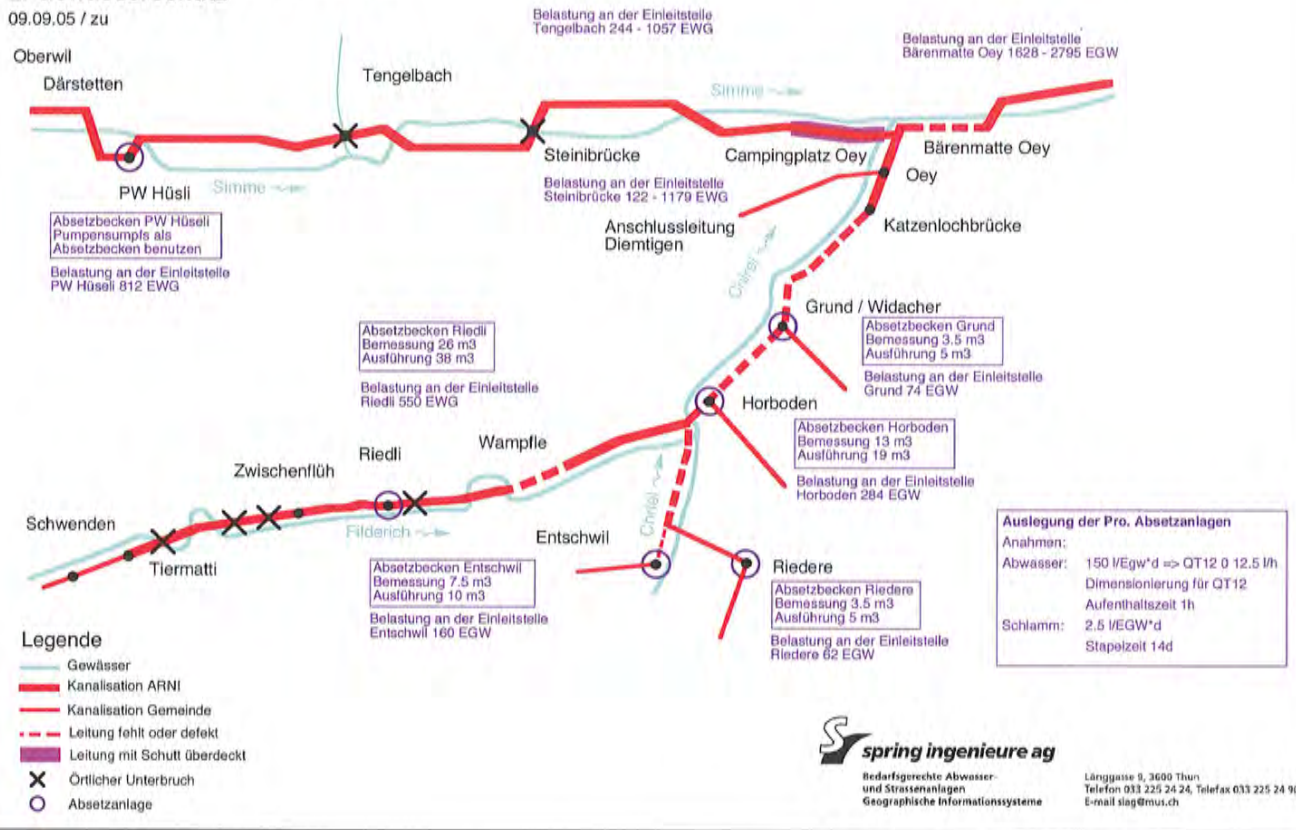 09.09.05 / zu
Oberwil
Därstetten
Tengelbach
Belastung an der Einleitstelle
Tengelbach 244 - 1057 EWG
Belastung an der Einleitstelle
Bärenmatte Oey 1628 - 2795 EGW
Simme
PW Hüsli
Simme
Steinibrücke
Campingplatz Oey
Bärenmatte Oey
Oey
Belastung an der Einleitstelle
Steinibrücke 122 - 1179 EWG
Absetzbecken PW Hüseli
Pumpensumpfs als
Absetzbecken benutzen
Belastung an der Einleitstelle
PW Hüseli 812 EWG
Anschlussleitung
Diemtigen
Katzenlochbrücke
Chirel
Grund / Widacher
Absetzbecken Grund
Bemessung 3.5 m3
Ausführung 5 m3
Belastung an der Einleitstelle
Grund 74 EGW
Absetzbecken Riedli
Bemessung 26 m3
Ausführung 38 m3
Belastung an der Einleitstelle
Riedli 550 EWG
Horboden
Absetzbecken Horboden
Bemessung 13 m3
Ausführung 19 m3
Belastung an der Einleitstelle
Horboden 284 EGW
Wampfle
Riedli
Zwischenflüh
Schwenden
Tiermatti
Filderich
Chirel
Entschwil
Absetzbecken Entschwil
Bemessung 7.5 m3
Ausführung 10 m3
Belastung an der Einleitstelle
Entschwil 160 EGW
Riedere
Absetzbecken Riedere
Bemessung 3.5 m3
Ausführung 5 m3
Belastung an der Einleitstelle
Riedere 62 EGW
Auslegung der Pro. Absetzanlagen
Anahmen:
Abwasser: 150 l/Egw*d => QT12 0 12.5 l/h
Dimensionierung für QT12
Aufenthaltszeit 1h
Schlamm: 2.5 l/EGW*d
Stapelzeit 14d
Legende
Gewässer
Kanalisation ARNI
Kanalisation Gemeinde
Leitung fehlt oder defekt
Leitung mit Schutt überdeckt
Örtlicher Unterbruch
Absetzanlage
spring ingenieure ag
Bedarfsgerechte Abwasser-
und Strassenanlagen
Geographische Informationssysteme
Länggasse 9, 3600 Thun
Telefon 033 225 24 24, Telefax 033 225 24 90
E-mail siag@mus.ch